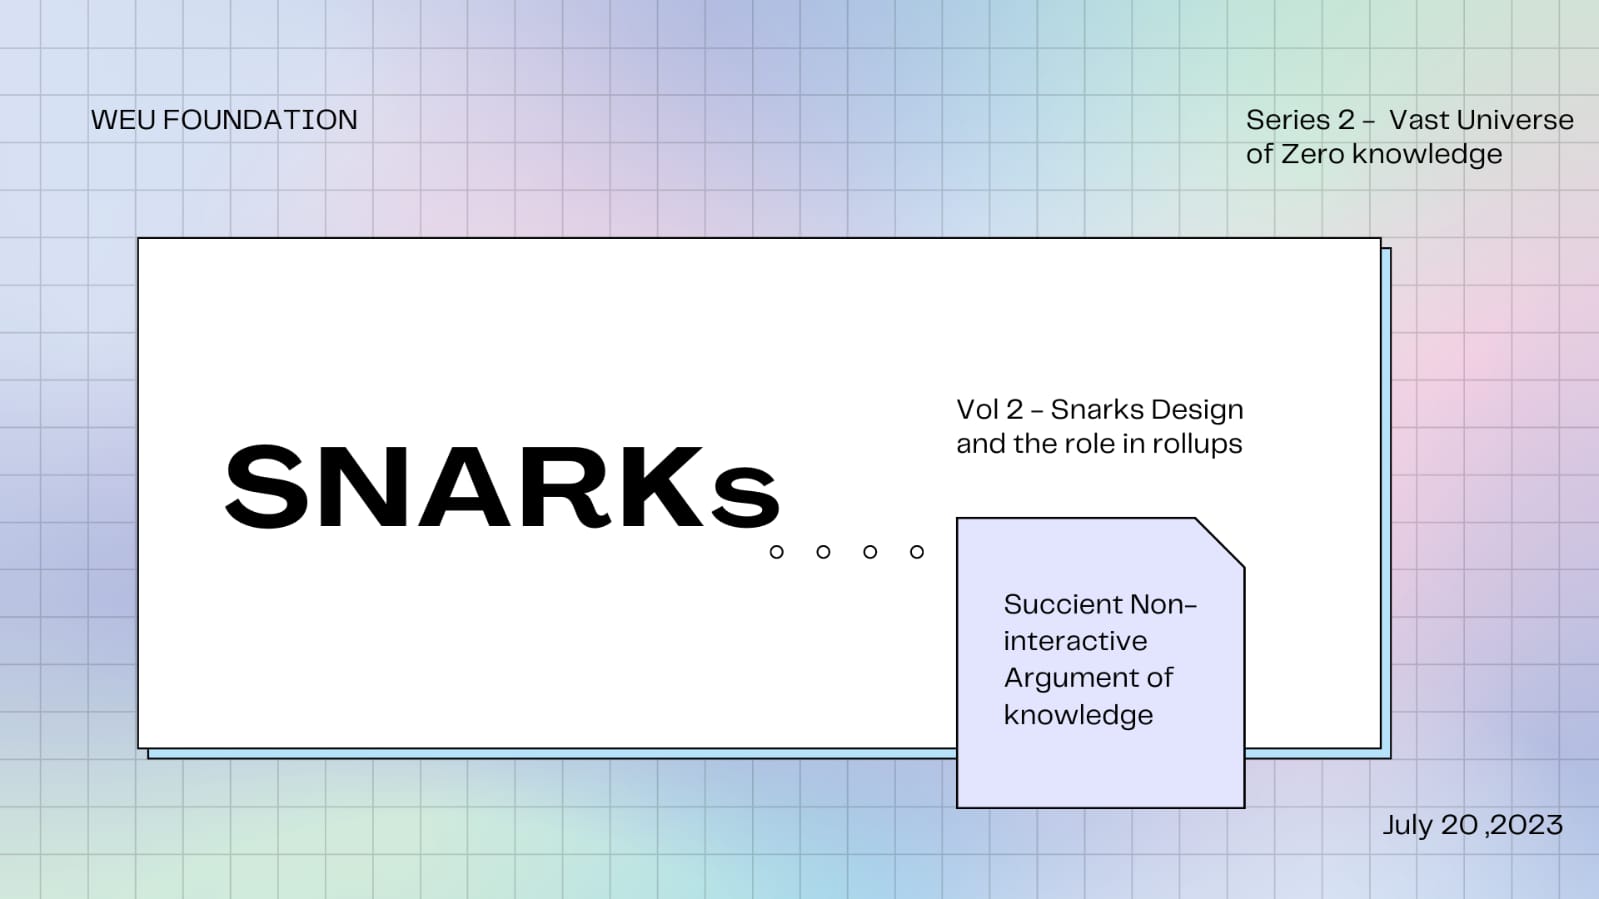 WEU FOUNDATION
Series 2 – Vast Universe
of Zero knowledge
SNARKs
Vol 2 – Snarks Design
and the role in rollups
Succient Non–
interactive
Argument of
knowledge
July 20 ,2023